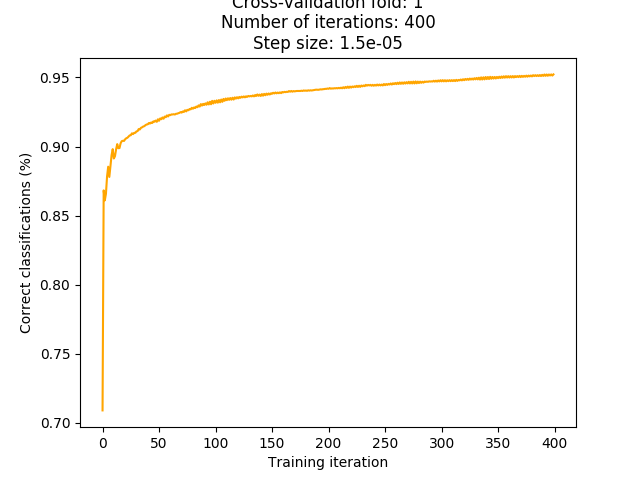 Cross-validation fold: 1
Number of iterations: 400
Step size: 1.5e-05
0.95
0.90
0.85
0.80
0.75
0.70
Correct classifications (%)
0 50 100 150 200 250 300 350 400
Training iteration